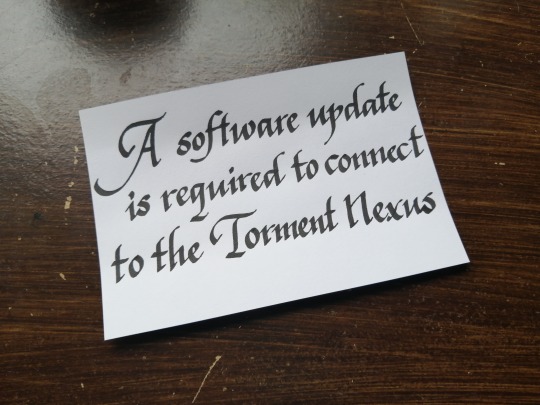 A software update
is required to connect
to the Torment Nexus